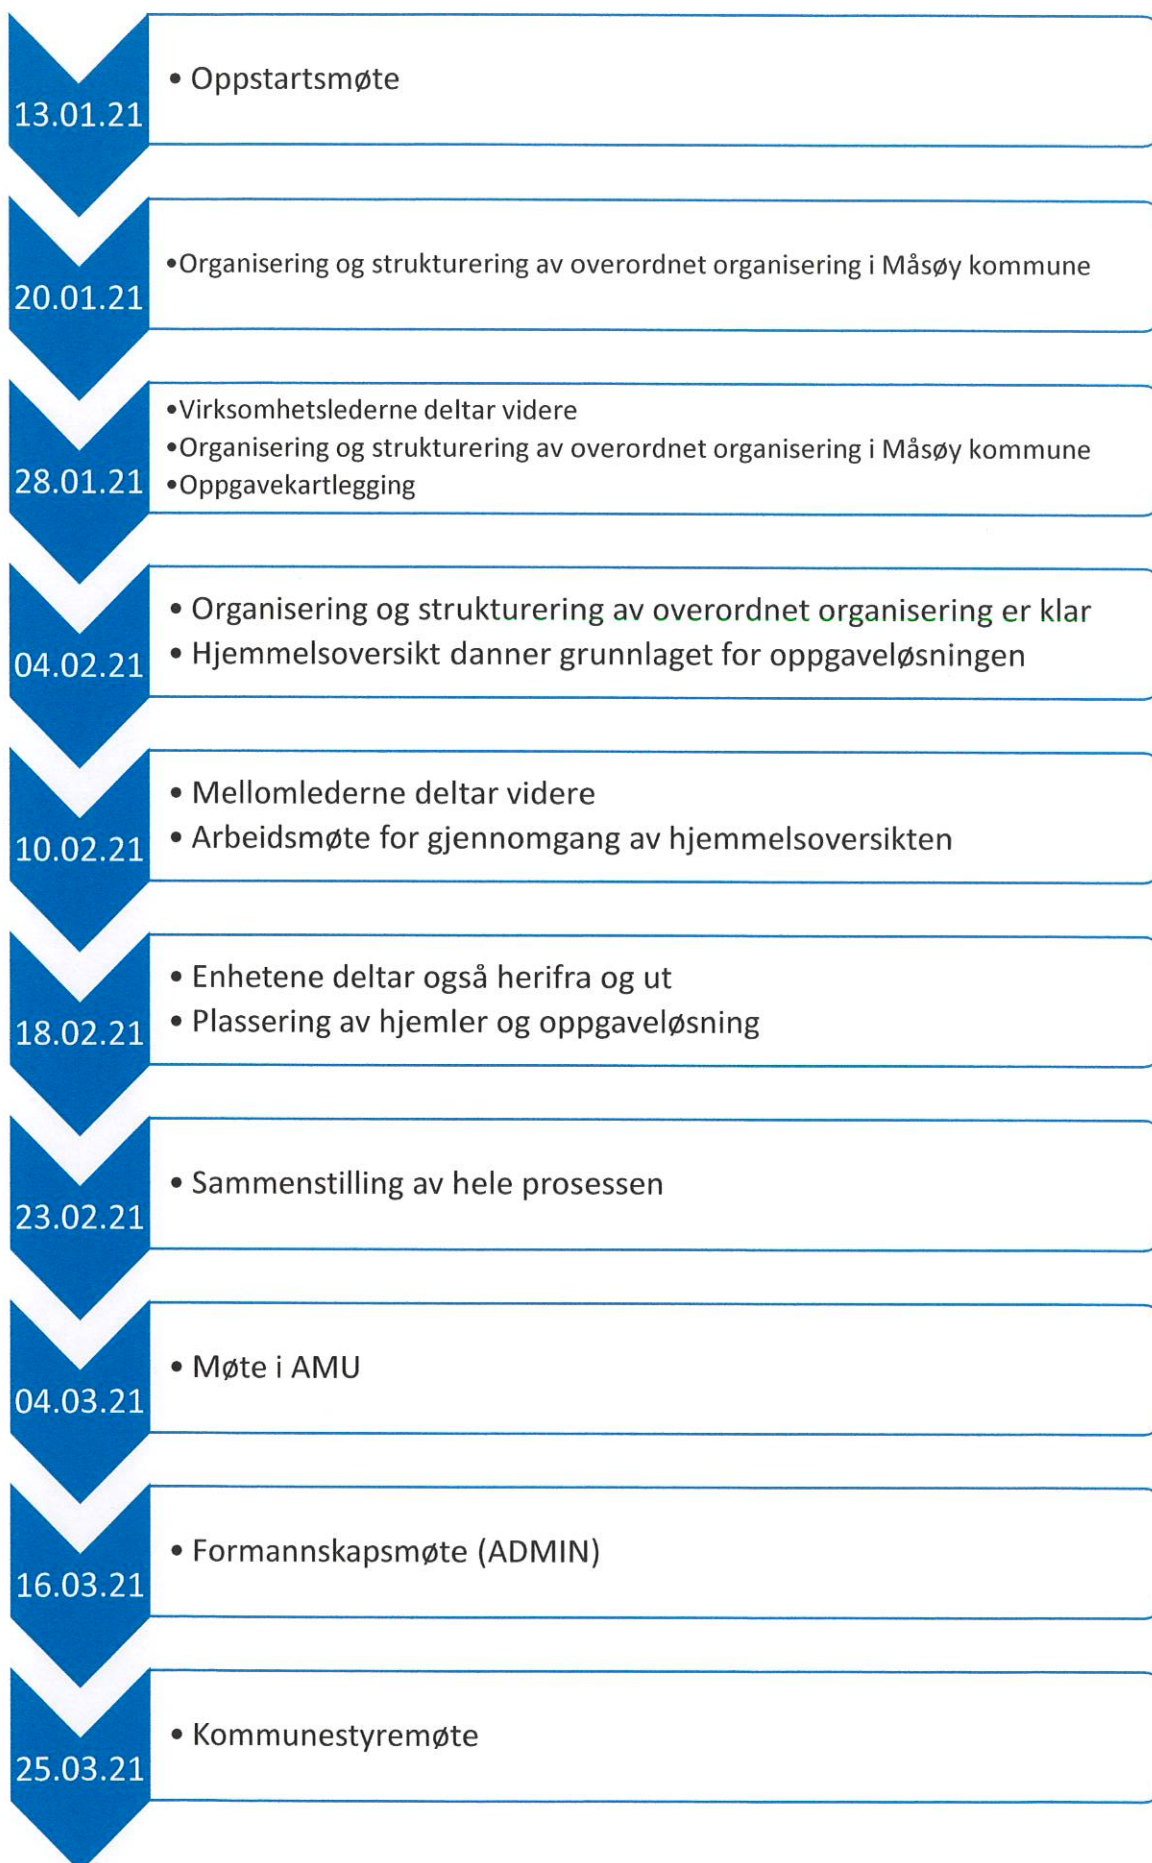 13.01.21
• Oppstartsmøte
20.01.21
•Organisering og strukturering av overordnet organisering i Måsøy kommune
28.01.21
•Virksomhetslederne deltar videre
•Organisering og strukturering av overordnet organisering i Måsøy kommune
•Oppgavekartlegging
04.02.21
• Organisering og strukturering av overordnet organisering er klar
• Hjemmelsoversikt danner grunnlaget for oppgaveløsningen
10.02.21
• Mellomlederne deltar videre
• Arbeidsmøte for gjennomgang av hjemmelsoversikten
18.02.21
• Enhetene deltar også herifra og ut
• Plassering av hjemler og oppgaveløsning
23.02.21
• Sammenstilling av hele prosessen
04.03.21
• Møte i AMU
16.03.21
• Formannskapsmøte (ADMIN)
25.03.21
• Kommunestyremøte